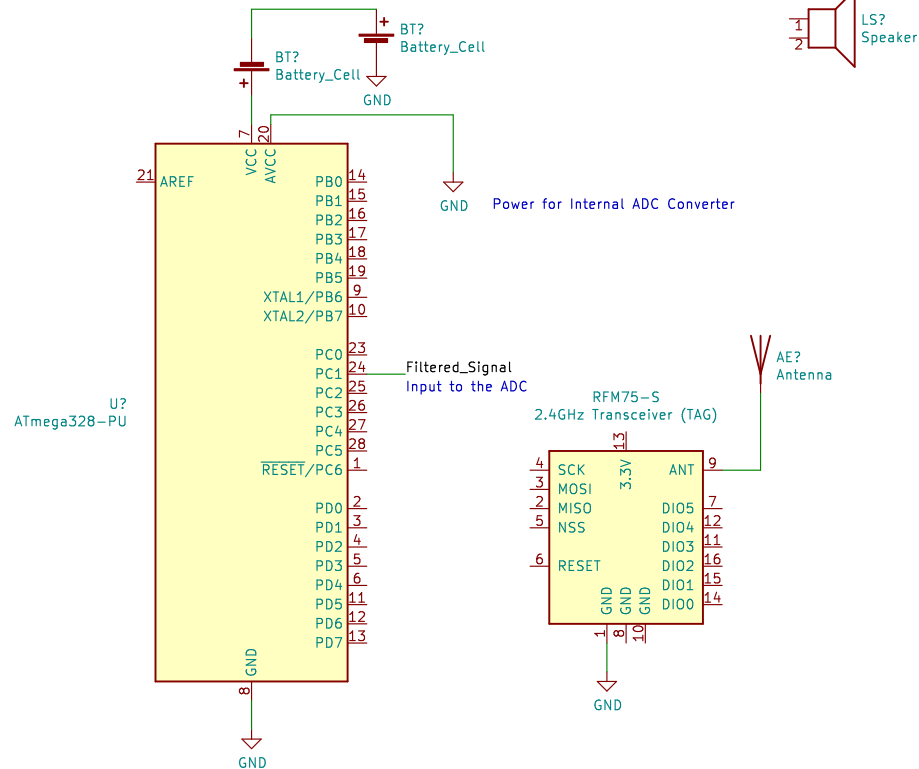 +
BT?
Battery_Cell
GND
BT?
Battery_Cell
+
1
2
LS?
Speaker
7
20
VCC
AVCC
21
AREF
GND
Power for Internal ADC Converter
PB0
14
PB1
15
PB2
16
PB3
17
PB4
18
PB5
19
XTAL1/PB6
9
XTAL2/PB7
10
PC0
23
PC1
24
Filtered_Signal
Input to the ADC
PC2
25
PC3
26
PC4
27
PC5
28
RESET/PC6
1
U?
ATmega328-PU
PD0
2
PD1
3
PD2
4
PD3
5
PD4
6
PD5
11
PD6
12
PD7
13
GND
8
GND
AE?
Antenna
RFM75-S
2.4GHz Transceiver (TAG)
13
3.3V
4
SCK
3
MOSI
2
MISO
5
NSS
6
RESET
ANT
9
DIO5
7
DIO4
12
DIO3
11
DIO2
16
DIO1
15
DIO0
14
GND
GND
GND
1
8
10
GND